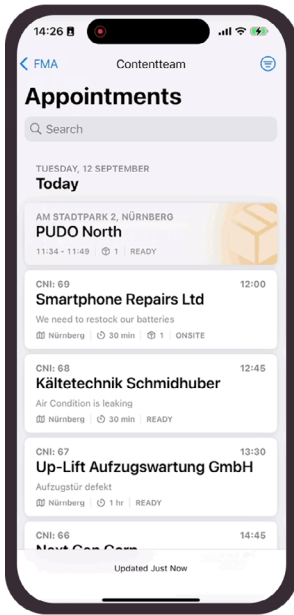 14:26
FMA
Contentteam
Appointments
Search
TUESDAY, 12 SEPTEMBER
Today
AM STADTPARK 2, NÜRNBERG
PUDO North
11:34 - 11:49 1 READY
CNI: 69 12:00
Smartphone Repairs Ltd
We need to restock our batteries
Nürnberg 30 min 1 ONSITE
CNI: 68 12:45
Kältetechnik Schmidhuber
Air Condition is leaking
Nürnberg 30 min READY
CNI: 67 13:30
Up-Lift Aufzugswartung GmbH
Aufzugstür defekt
Nürnberg 1 hr READY
CNI: 66 14:45
Updated Just Now